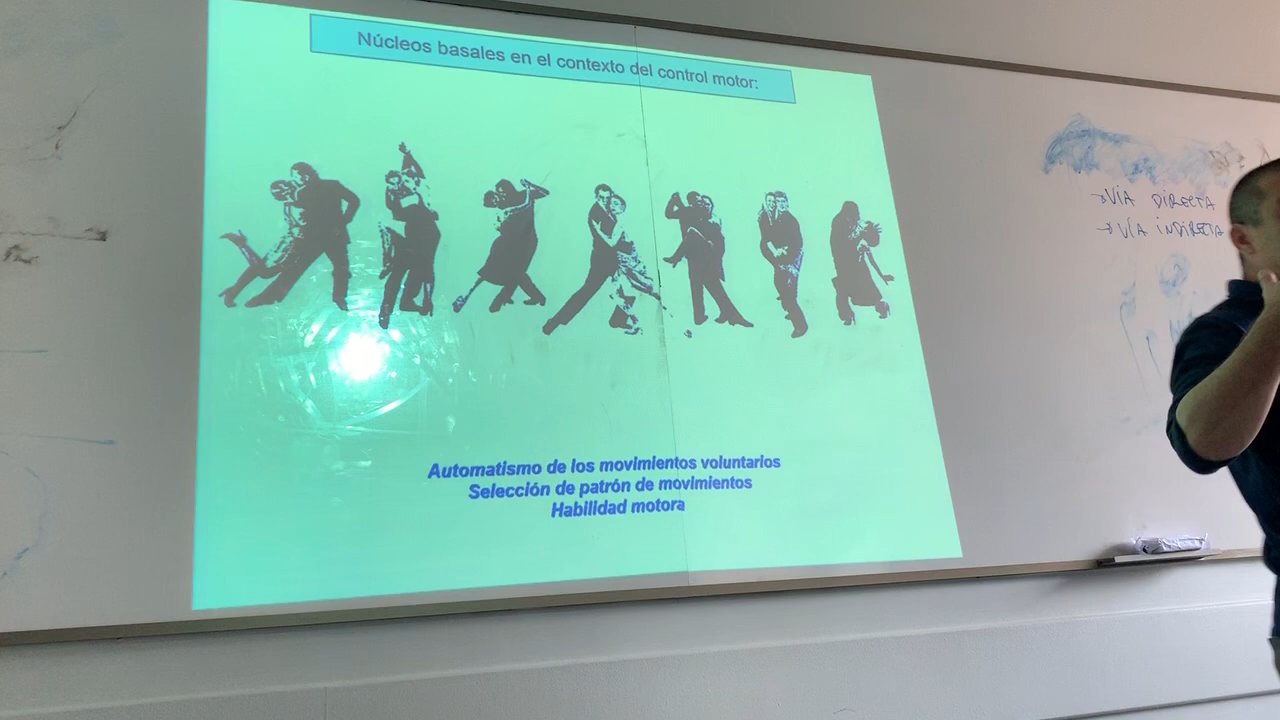 Núcleos basales en el contexto del control motor:
→VÍA DIRECTA
→VÍA INDIRECTA
Automatismo de los movimientos voluntarios
Selección de patrón de movimientos
Habilidad motora